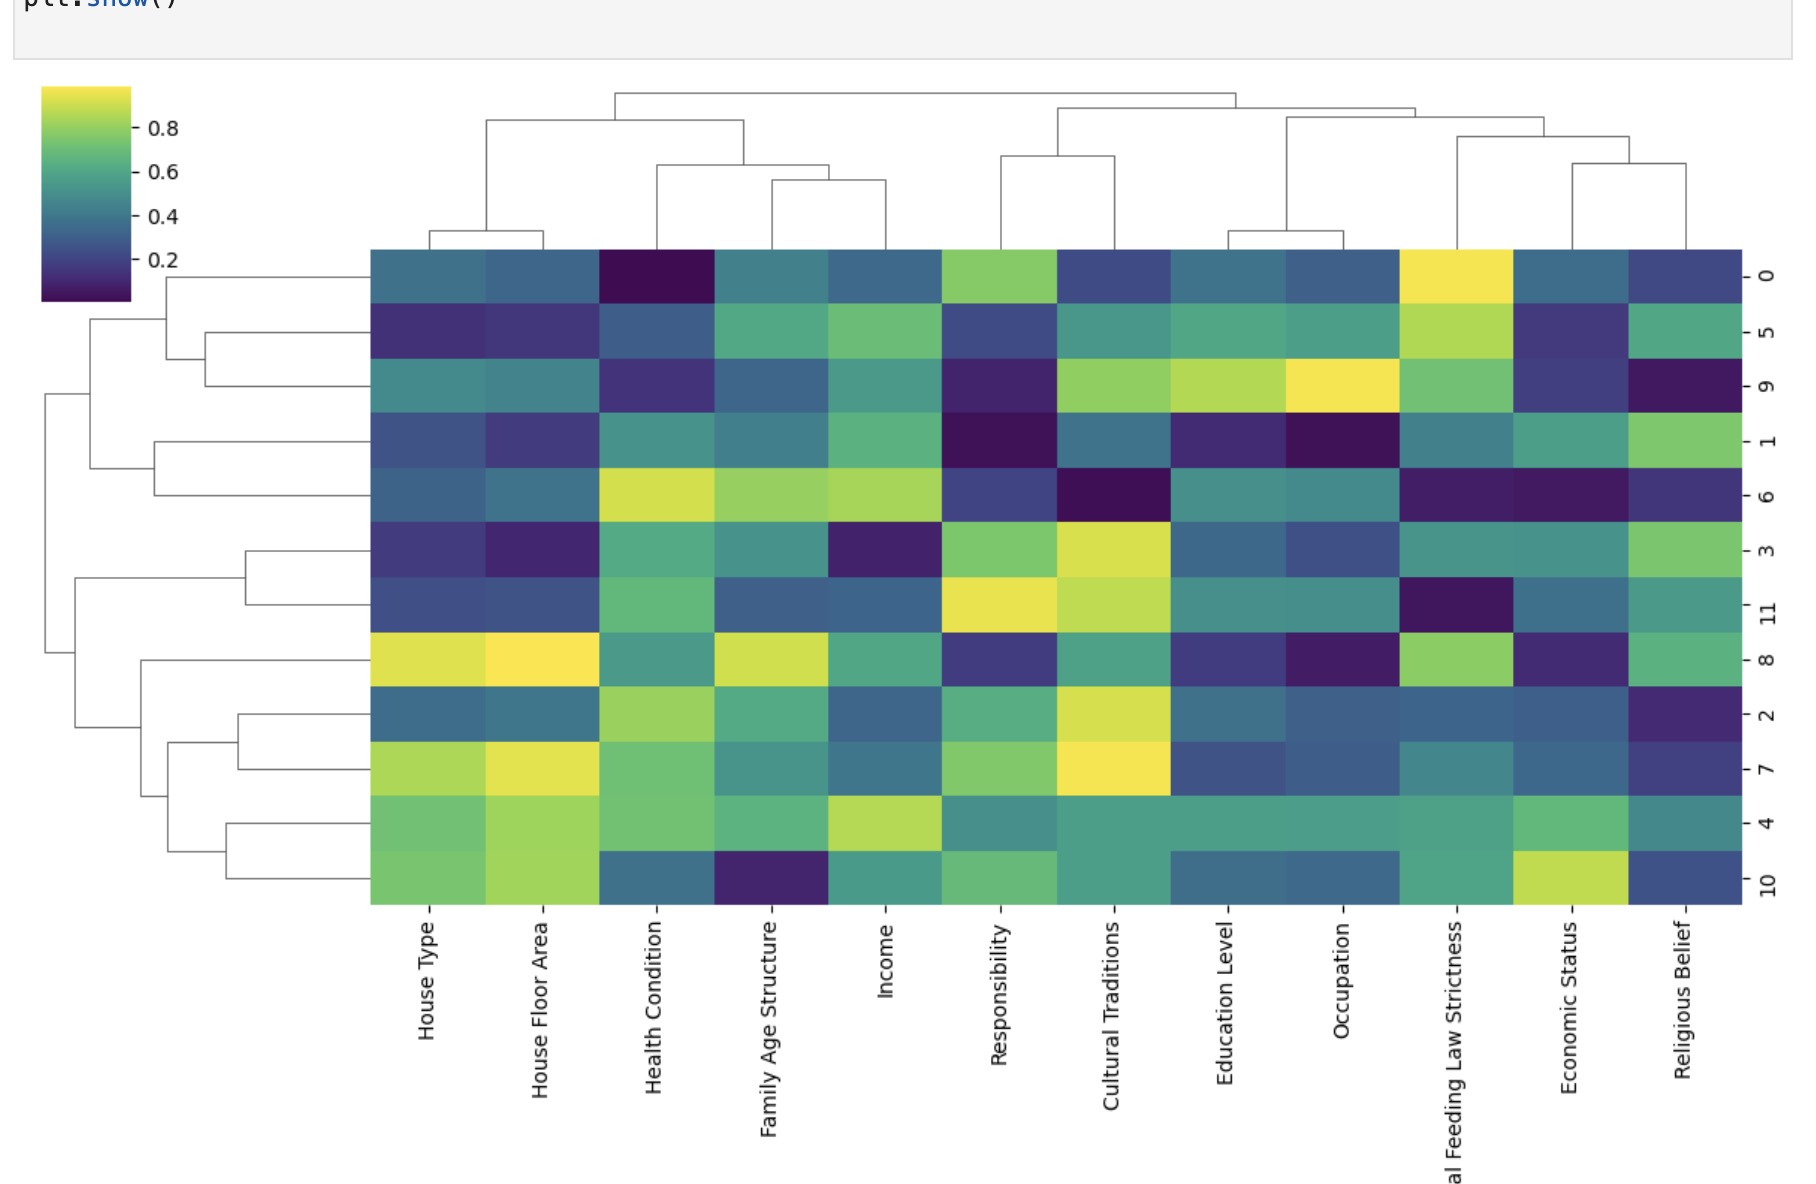 plt.show()
0.8
0.6
0.4
0.2
0
5
9
1
6
3
11
8
2
7
4
10
House Type
House Floor Area
Health Condition
Family Age Structure
Income
Responsibility
Cultural Traditions
Education Level
Occupation
al Feeding Law Strictness
Economic Status
Religious Belief